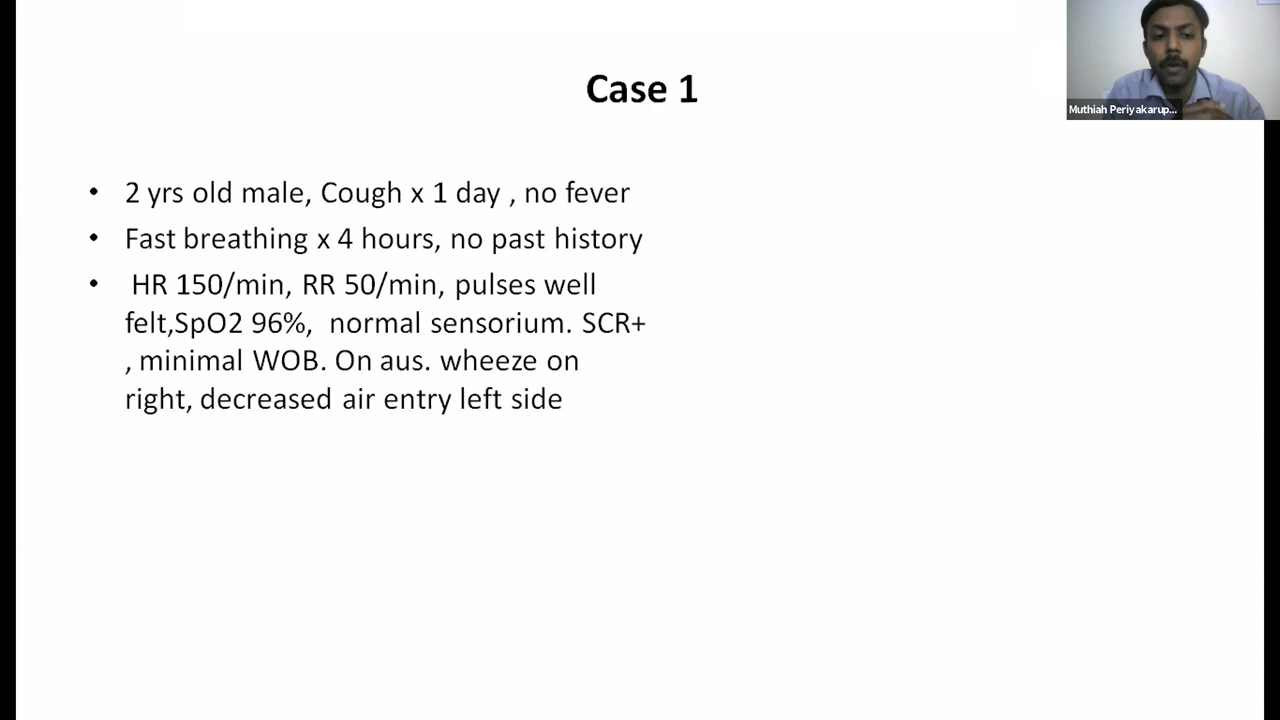 Case 1
Muthiah Periyakarup...
• 2 yrs old male, Cough x 1 day , no fever
• Fast breathing x 4 hours, no past history
• HR 150/min, RR 50/min, pulses well
felt,SpO2 96%, normal sensorium. SCR+
, minimal WOB. On aus. wheeze on
right, decreased air entry left side